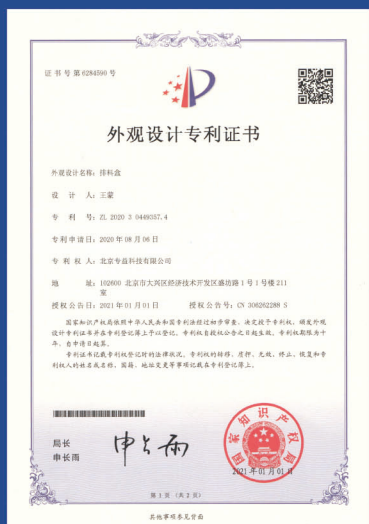 证书号第6284590号
外观设计专利证书
外观设计名称：排料盒
设 计 人：王蒙
专 利 号：ZL 2020 3 0449357.4
专利申请日：2020年08月06日
专 利 权 人：北京专益科技有限公司
地 址：102600 北京市大兴区经济技术开发区盛坊路1号1号楼211
室
授权公告日：2021年01月01日 授权公告号：CN 306262288 S
国家知识产权局依照中华人民共和国专利法经过初步审查，决定授予专利权，颁发外观
设计专利证书并在专利登记簿上予以登记。专利权自授权公告之日起生效。专利权期限为十
年，自申请日起算。
专利证书记载专利权登记时的法律状况。专利权的转移、质押、无效、终止、恢复和专
利权人的姓名或名称、国籍、地址变更等事项记载在专利登记簿上。
局长
申长雨
申长雨
国家知识产权局
2021年01月01日
第 1 页（共 2 页）
其他事项参见背面